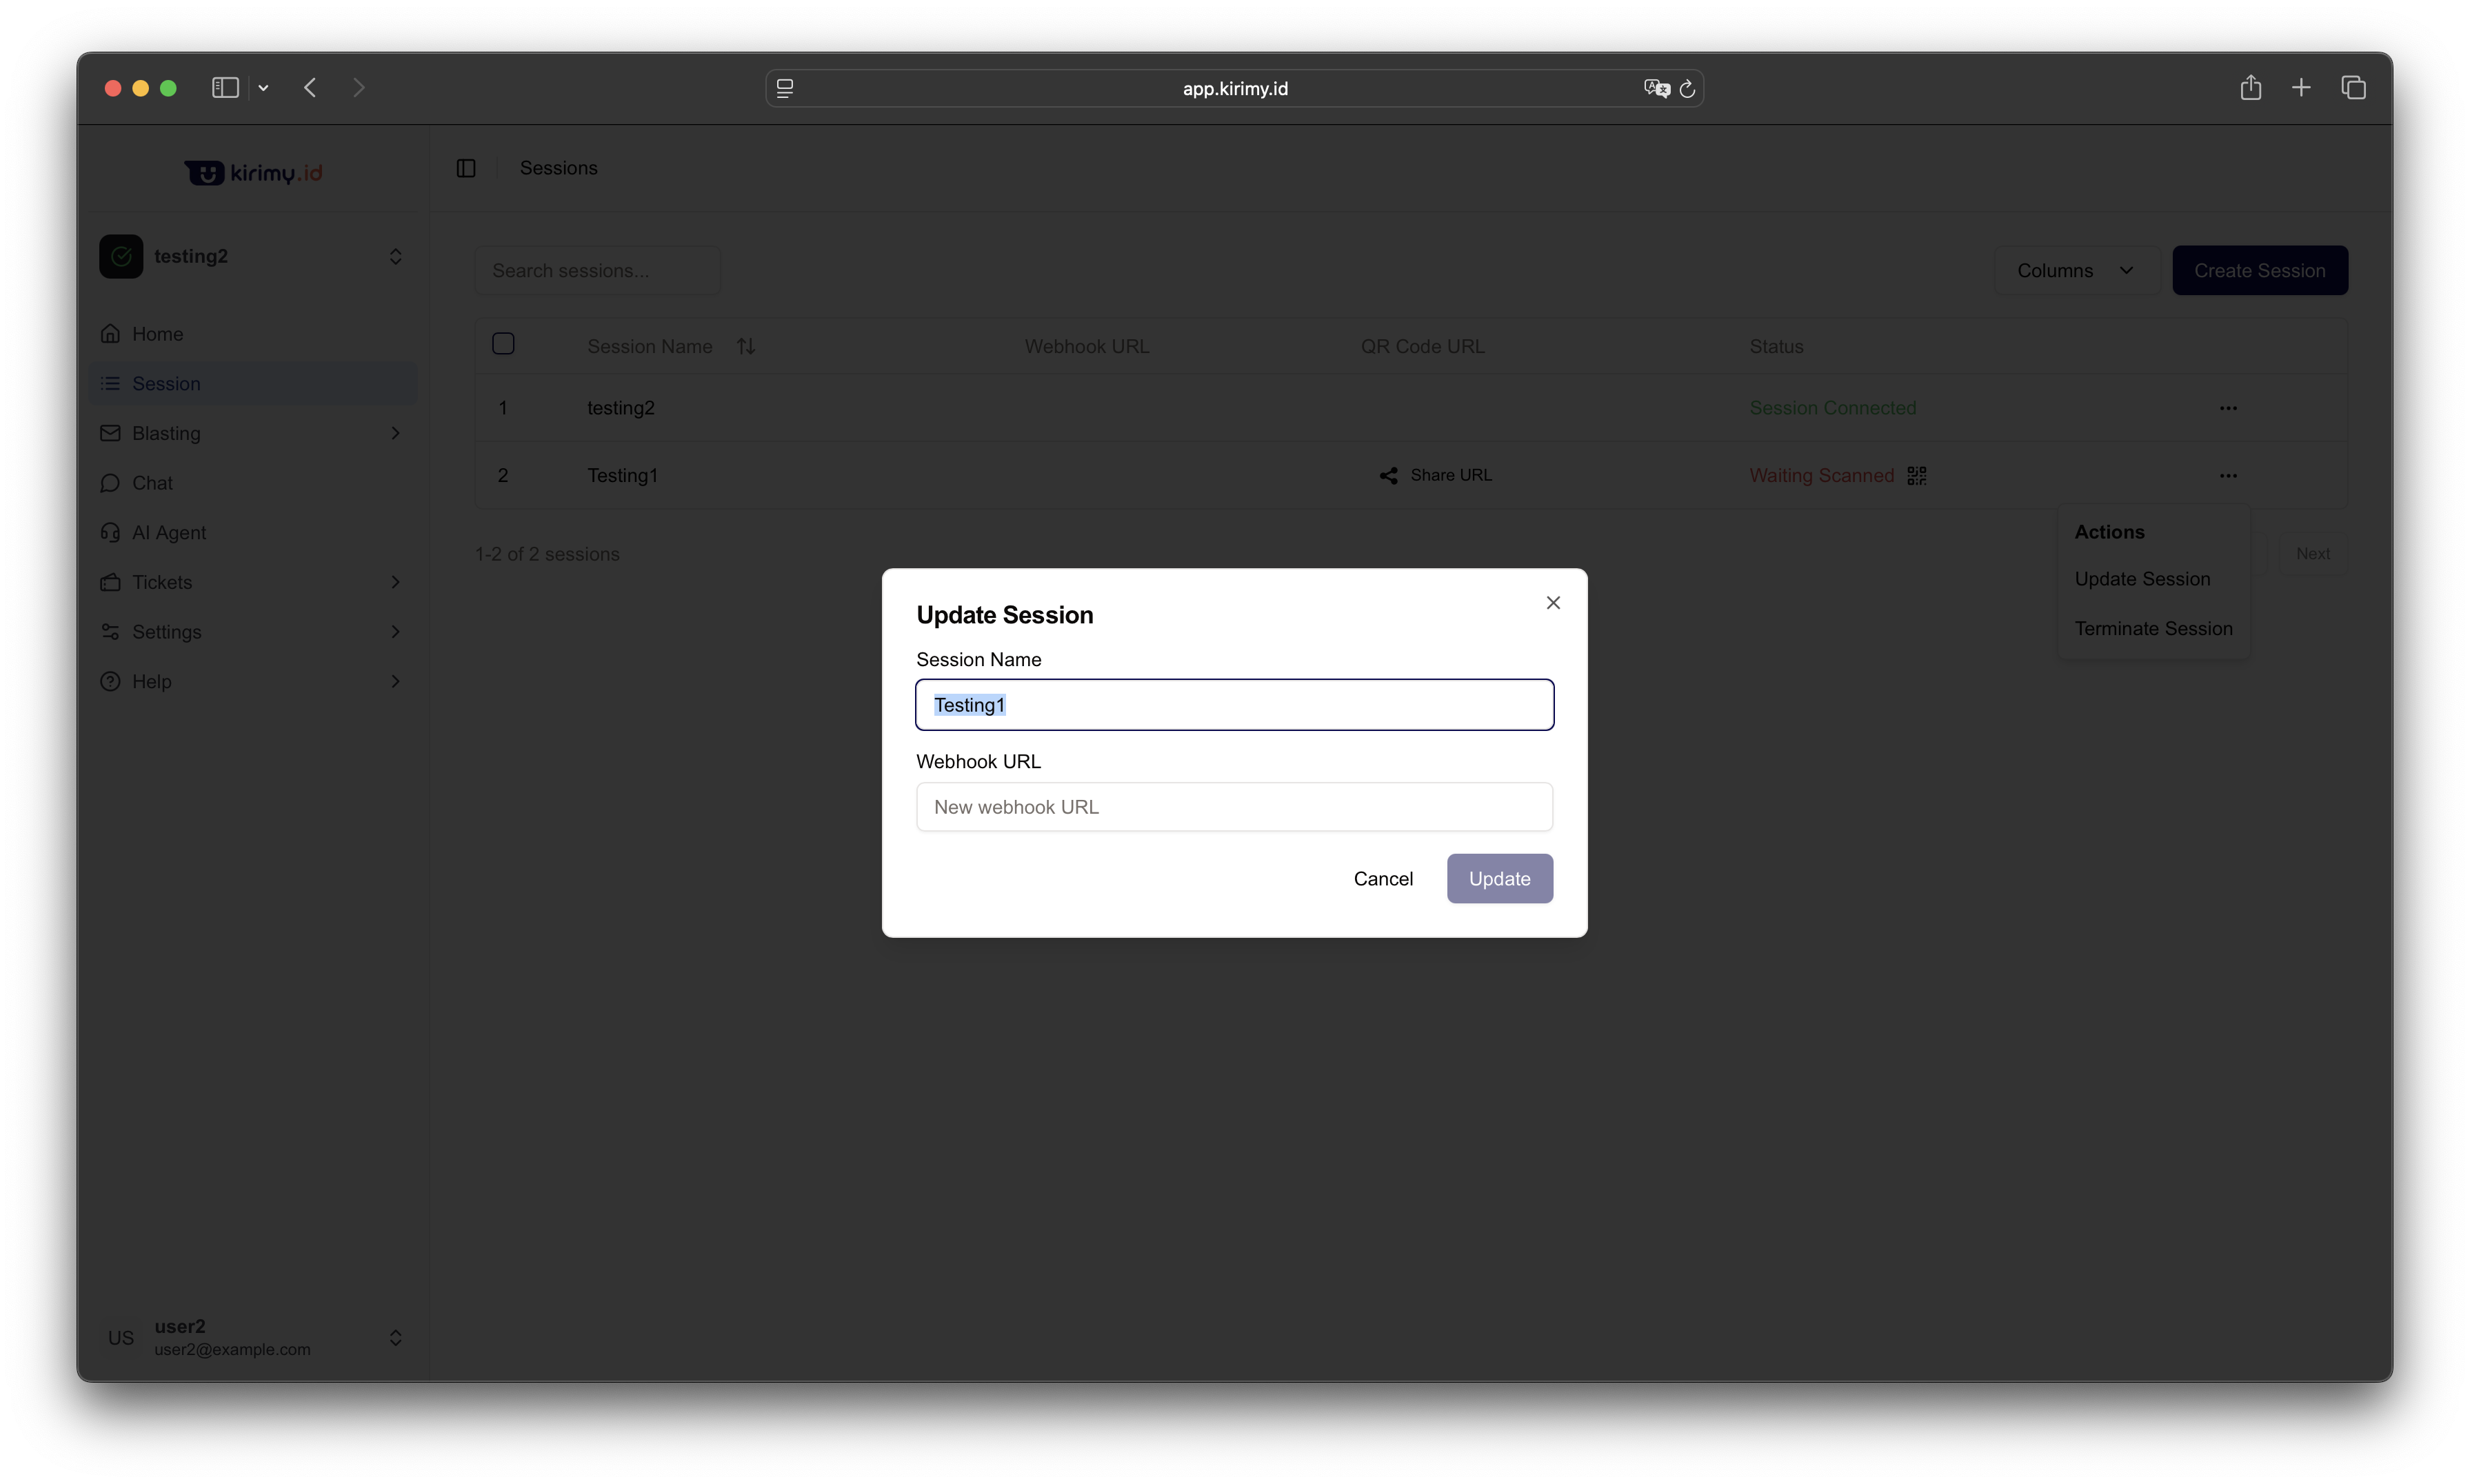 app.kirimy.id
kirimy.id
Sessions
testing2
Search sessions...
Columns
Create Session
Home
Session
Blasting
Chat
AI Agent
Tickets
Settings
Help
Session Name
Webhook URL
QR Code URL
Status
1
testing2
Session Connected
2
Testing1
Share URL
Waiting Scanned
1-2 of 2 sessions
Next
Actions
Update Session
Terminate Session
Update Session
Session Name
Testing1
Webhook URL
New webhook URL
Cancel
Update
US
user2
user2@example.com